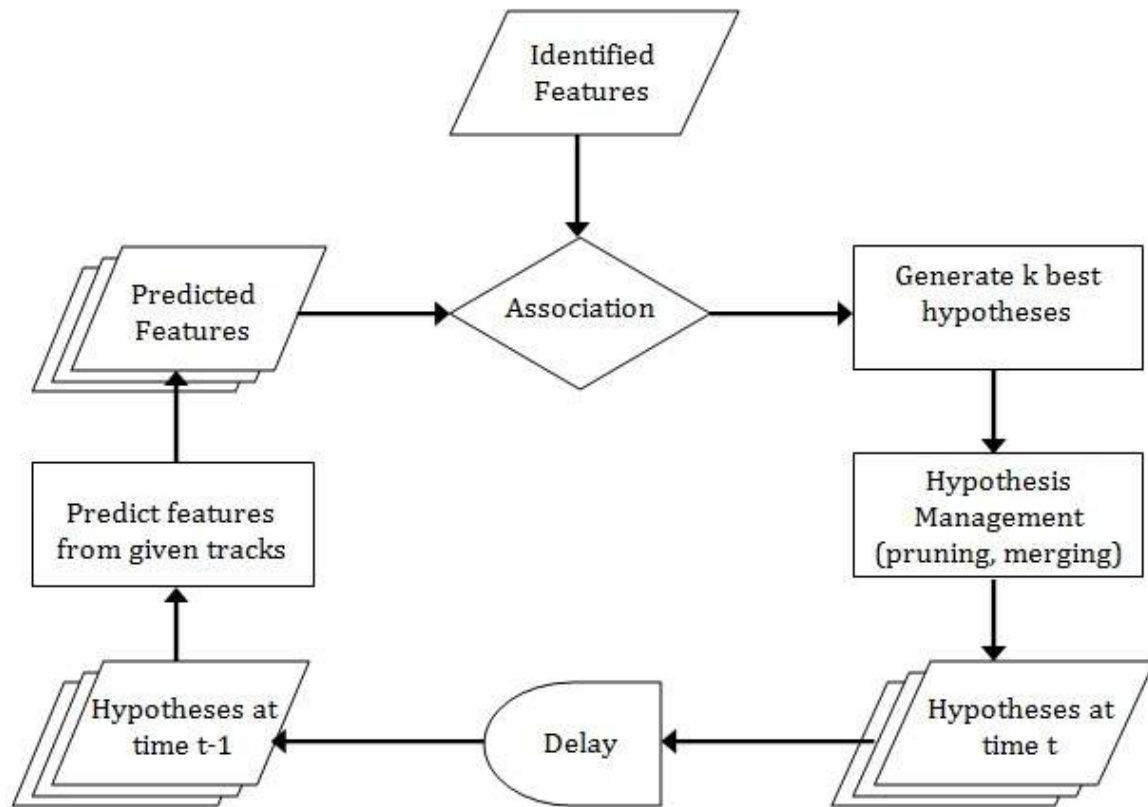 Identified
Features
Predicted
Features
Association
Generate k best
hypotheses
Predict features
from given tracks
Hypothesis
Management
(pruning, merging)
Hypotheses at
time t-1
Delay
Hypotheses at
time t